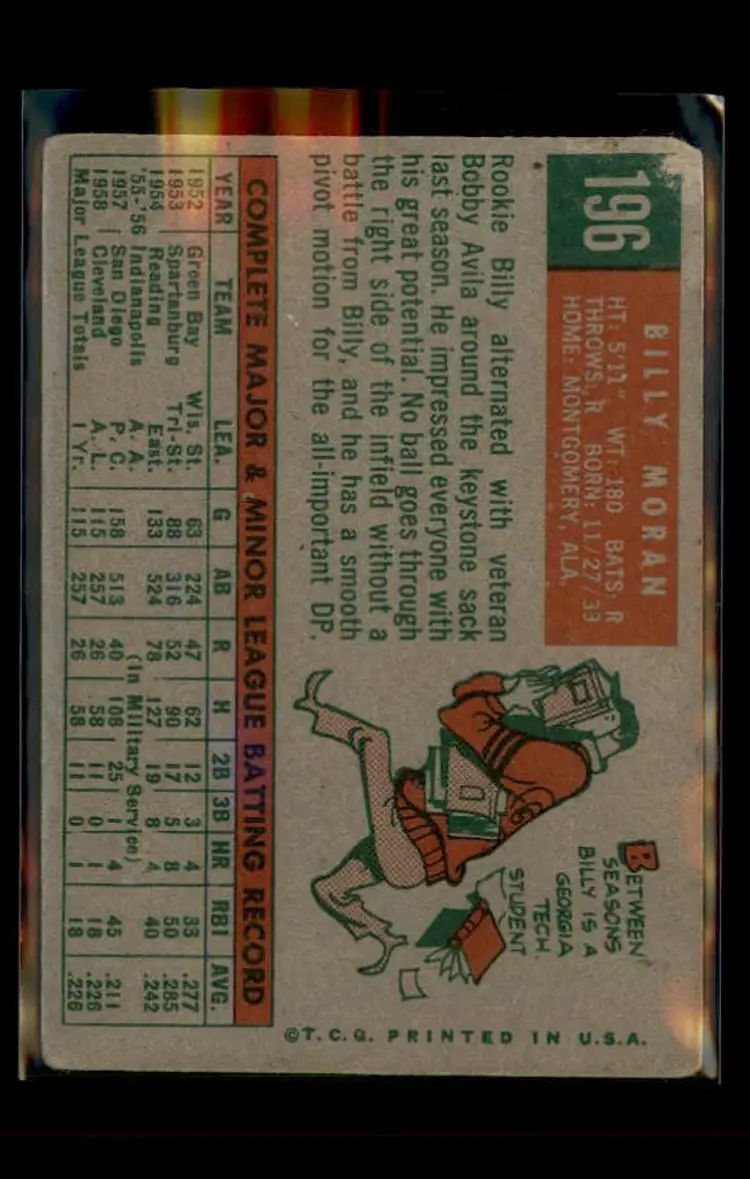 196
BILLY MORAN
HT: 5'11" WT: 180 BATS: R
THROWS: R BORN: 11/27/33
HOME: MONTGOMERY, ALA.
Rookie Billy alternated with veteran
Bobby Avila around the keystone sack
last season. He impressed everyone with
his great potential. No ball goes through
the right side of the infield without a
battle from Billy, and he has a smooth
pivot motion for the all-important DP.
BETWEEN
SEASONS
BILLY IS A
GEORGIA
TECH.
STUDENT
COMPLETE MAJOR & MINOR LEAGUE BATTING RECORD
YEAR TEAM LEA. G AB R H 2B 3B HR RBI AVG.
1952 Green Bay Wis. St. 63 224 47 62 12 3 4 33 .277
1953 Spartanburg Tri-St. 88 316 52 90 17 5 8 50 .285
1954 Reading East. 133 524 78 127 19 8 4 40 .242
'55-'56 Indianapolis A. A. (In Military Service)
1957 San Diego P. C. 158 513 40 108 25 1 4 45 .211
1958 Cleveland A. L. 115 257 26 58 11 0 1 18 .226
Major League Totals 1 Yr. 115 257 26 58 11 0 1 18 .226
©T.C.G. PRINTED IN U.S.A.